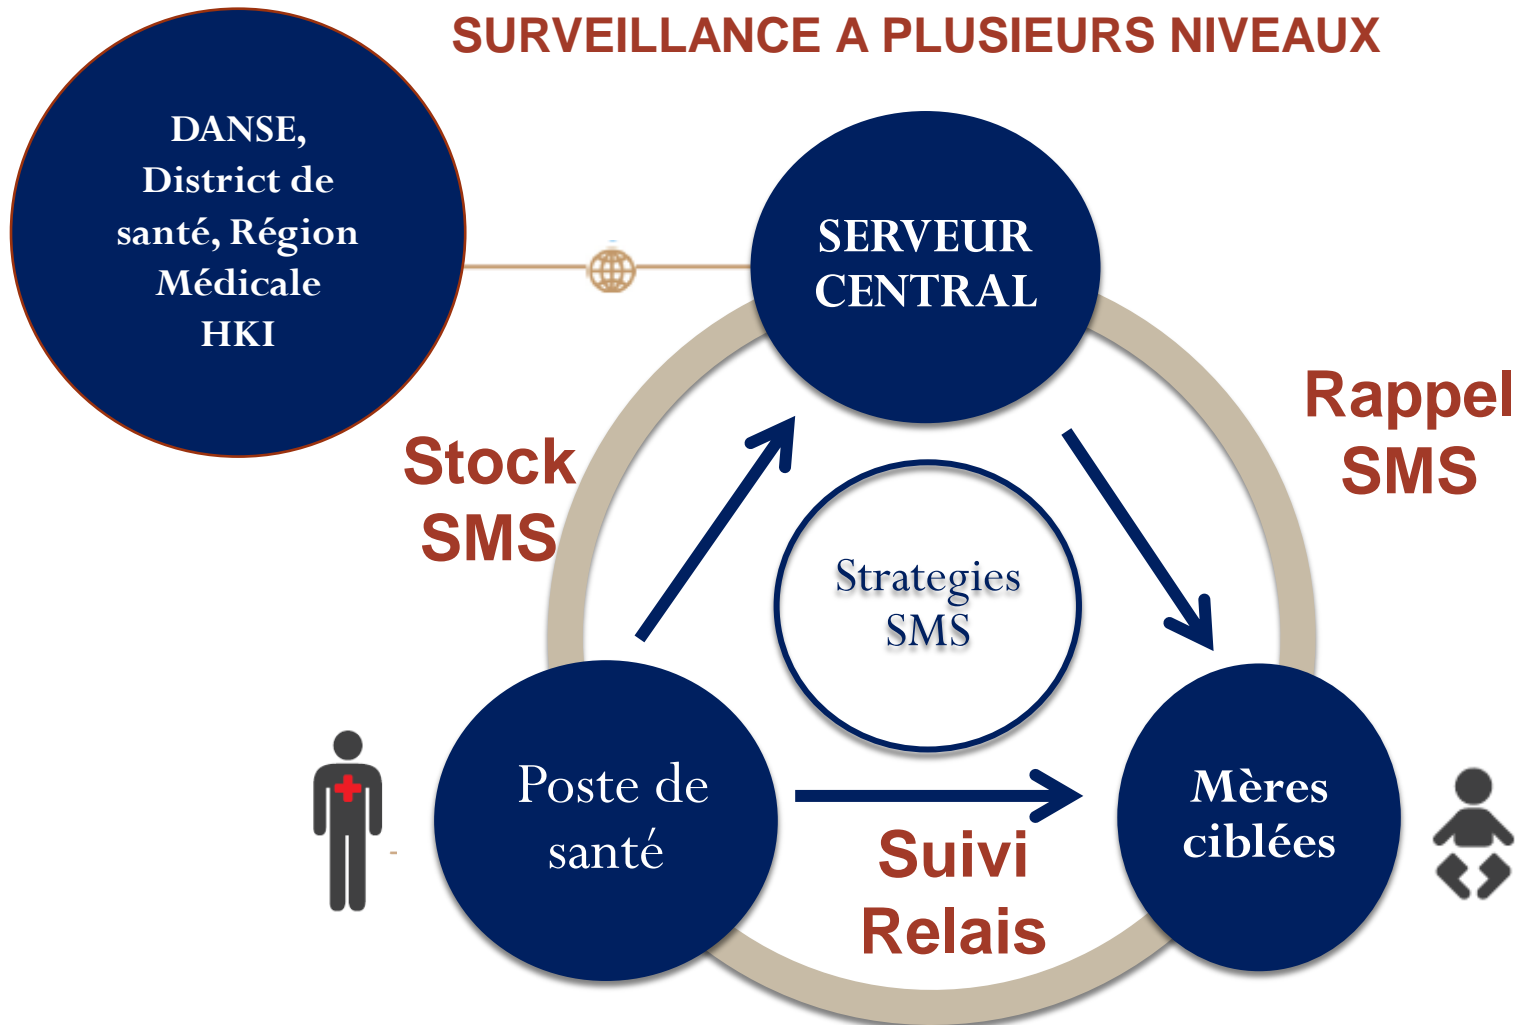 SURVEILLANCE A PLUSIEURS NIVEAUX
DANSE,
District de
santé, Région
Médicale
HKI
SERVEUR
CENTRAL
Rappel
SMS
Stock
SMS
Strategies
SMS
Poste de
santé
Mères
ciblées
Suivi
Relais